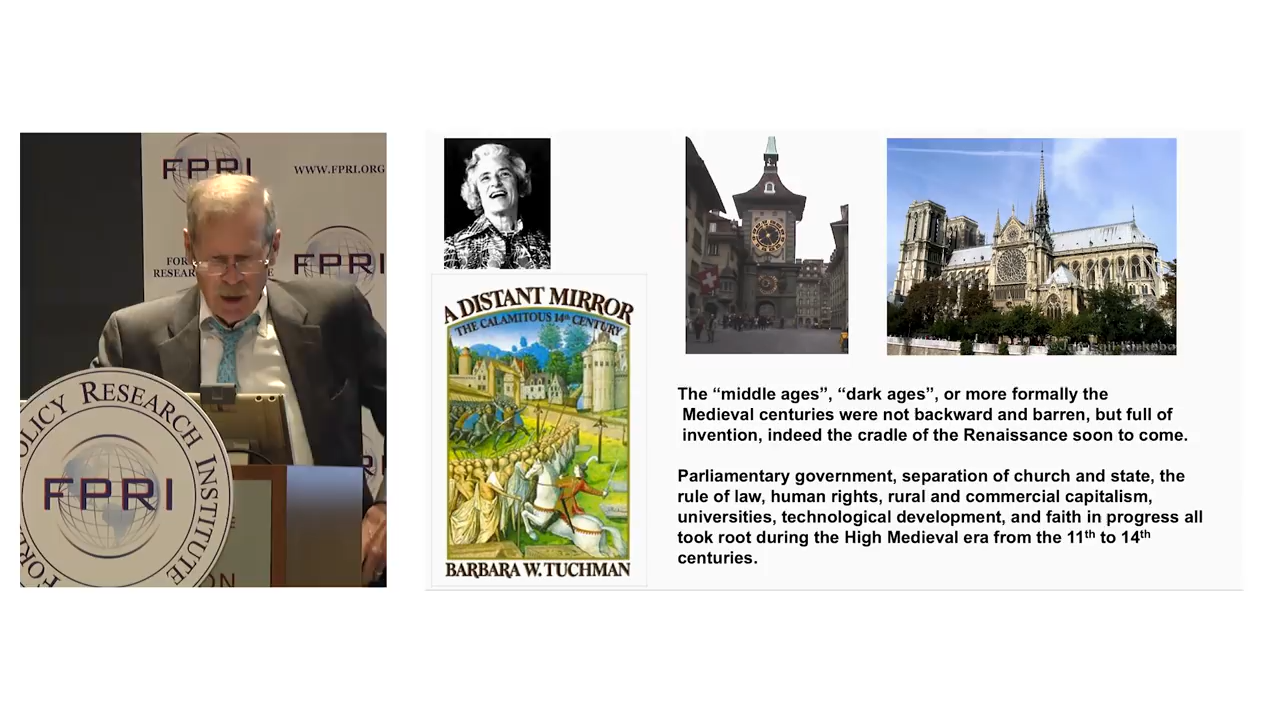 FPRI
WWW.FPRI.ORG
FPRI
POLICY RESEARCH INSTITUTE
FPRI
A DISTANT MIRROR
THE CALAMITOUS 14th CENTURY
BARBARA W. TUCHMAN
The “middle ages”, “dark ages”, or more formally the
Medieval centuries were not backward and barren, but full of
invention, indeed the cradle of the Renaissance soon to come.
Parliamentary government, separation of church and state, the
rule of law, human rights, rural and commercial capitalism,
universities, technological development, and faith in progress all
took root during the High Medieval era from the 11th to 14th
centuries.